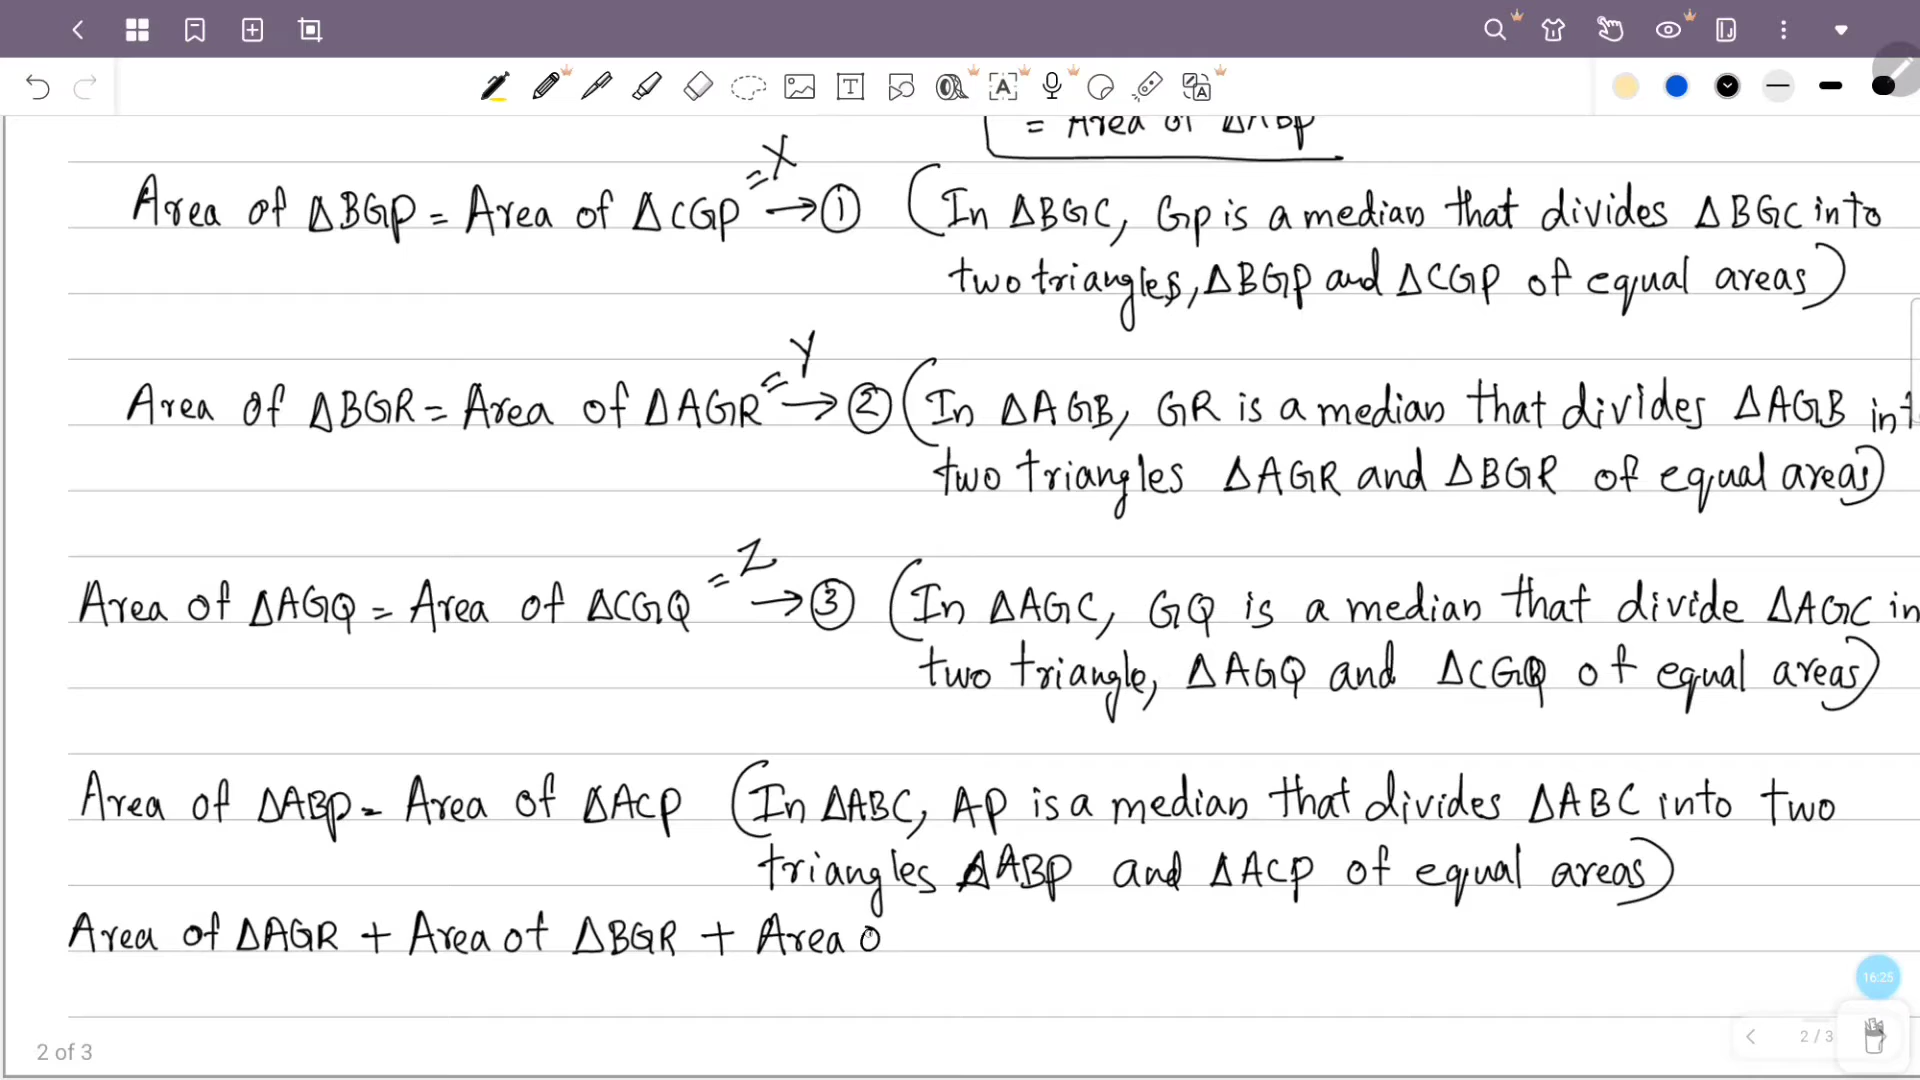 = Area of ΔABP
Area of ΔBGP = Area of ΔCGP = X → ① (In ΔBGC, GP is a median that divides ΔBGC into
two triangles, ΔBGP and ΔCGP of equal areas)
Area of ΔBGR = Area of ΔAGR = Y → ② (In ΔAGB, GR is a median that divides ΔAGB int
two triangles ΔAGR and ΔBGR of equal areas)
Area of ΔAGQ = Area of ΔCGQ = Z → ③ (In ΔAGC, GQ is a median that divide ΔAGC in
two triangle, ΔAGQ and ΔCGQ of equal areas)
Area of ΔABP = Area of ΔACP (In ΔABC, AP is a median that divides ΔABC into two
triangles ΔABP and ΔACP of equal areas)
Area of ΔAGR + Area of ΔBGR + Area o
16:25
2 of 3
2 / 3